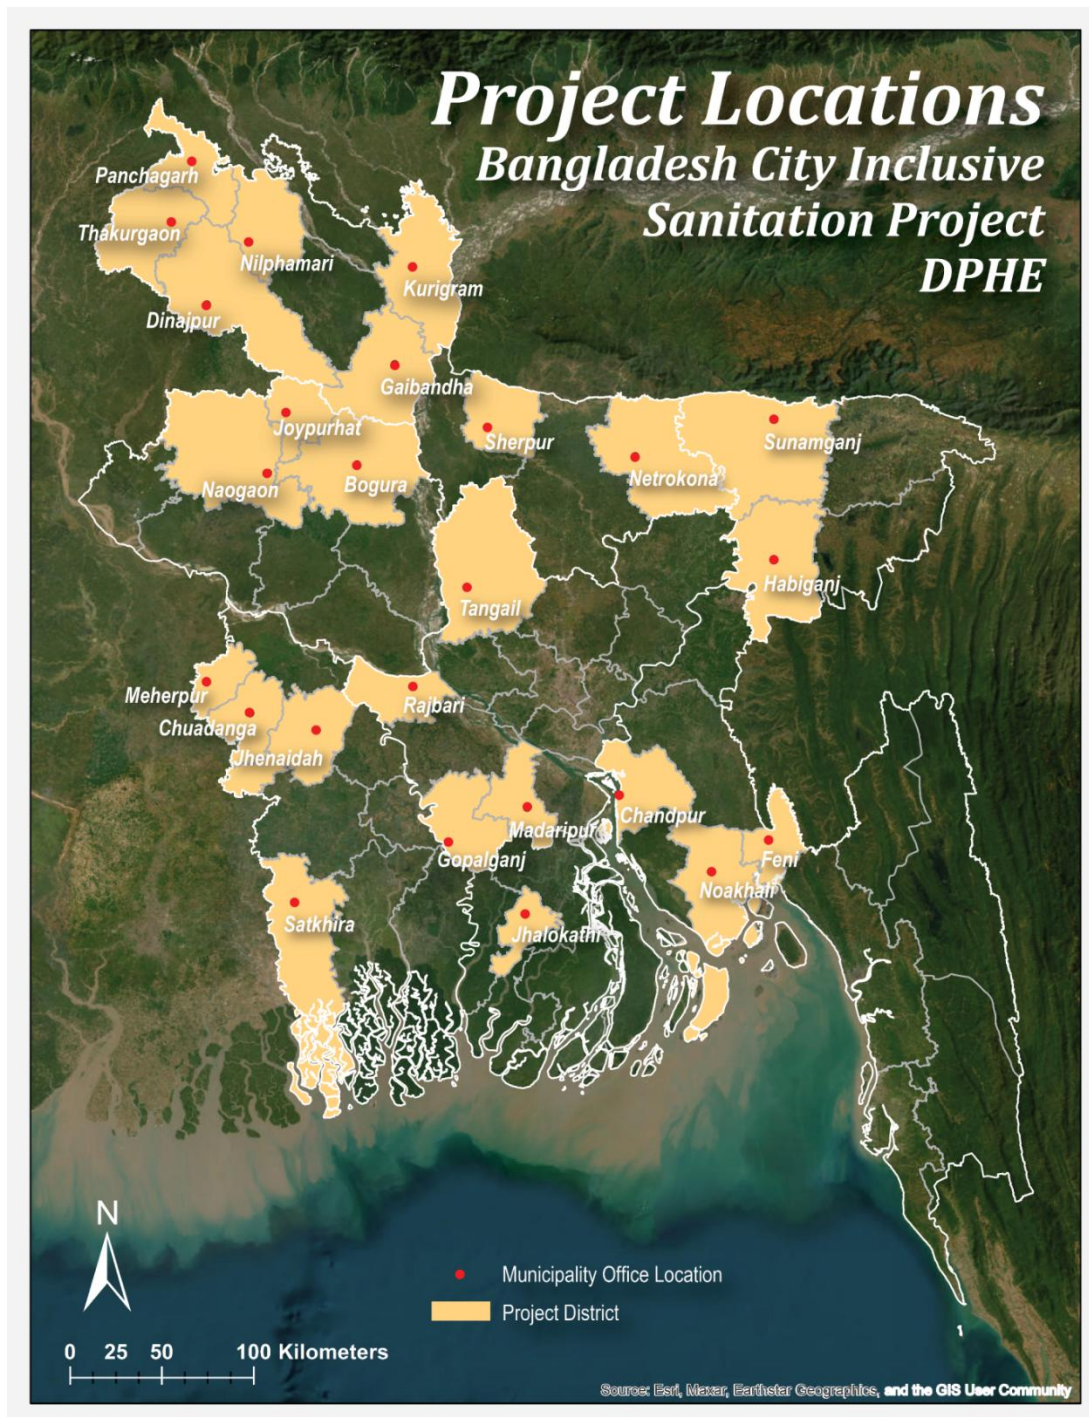 Project Locations
Bangladesh City Inclusive
Sanitation Project
DPHE
Panchagarh
Thakurgaon
Nilphamari
Kurigram
Dinajpur
Gaibandha
Joypurhat
Sherpur
Sunamganj
Netrokona
Naogaon
Bogura
Habiganj
Tangail
Meherpur
Rajbari
Chuadanga
Jhenaidah
Chandpur
Madaripur
Gopalganj
Feni
Noakhali
Satkhira
Jhalokathi
N
Municipality Office Location
Project District
0 25 50 100 Kilometers
Source: Esri, Maxar, Earthstar Geographics, and the GIS User Community